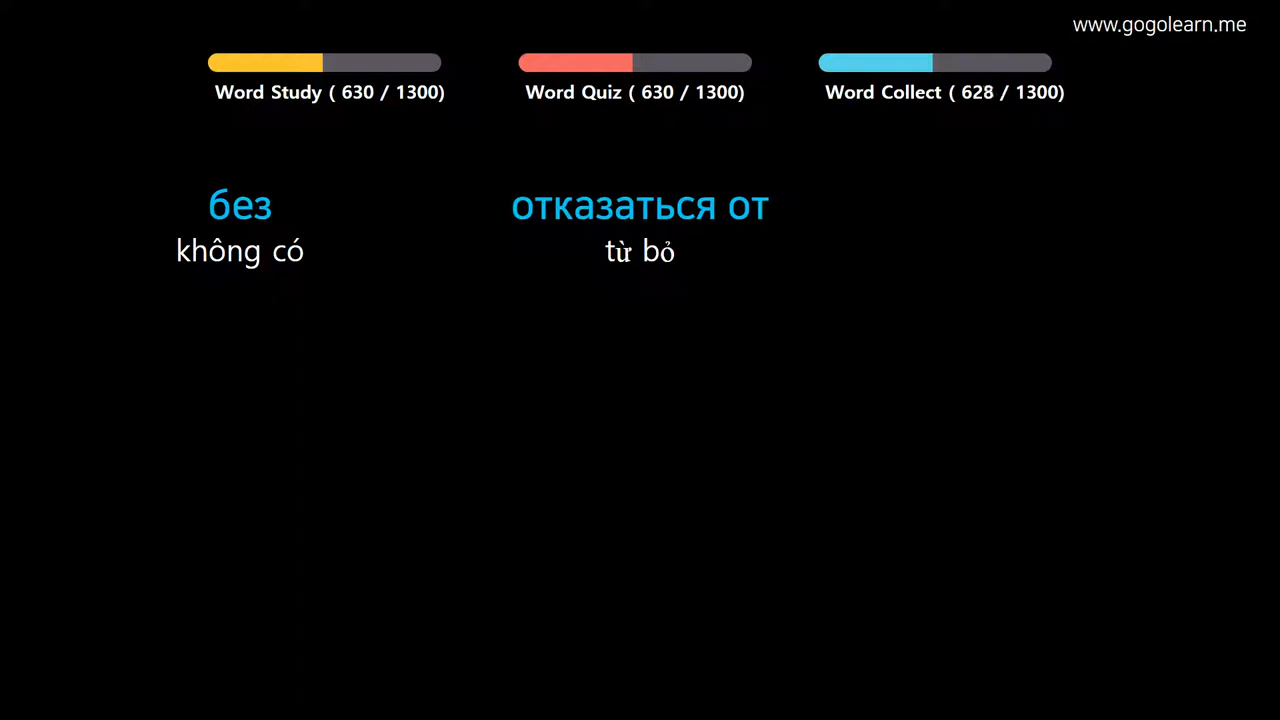 www.gogolearn.me
Word Study ( 630 / 1300)
Word Quiz ( 630 / 1300)
Word Collect ( 628 / 1300)
без
không có
отказаться от
từ bỏ